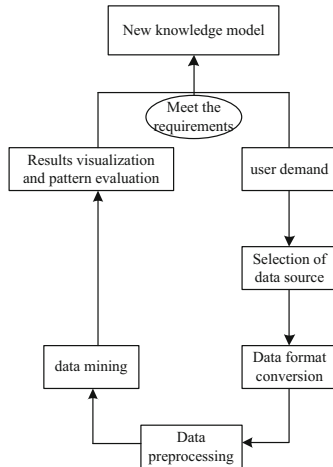 New knowledge model
Meet the
requirements
Results visualization
and pattern evaluation
user demand
Selection of
data source
data mining
Data format
conversion
Data
preprocessing